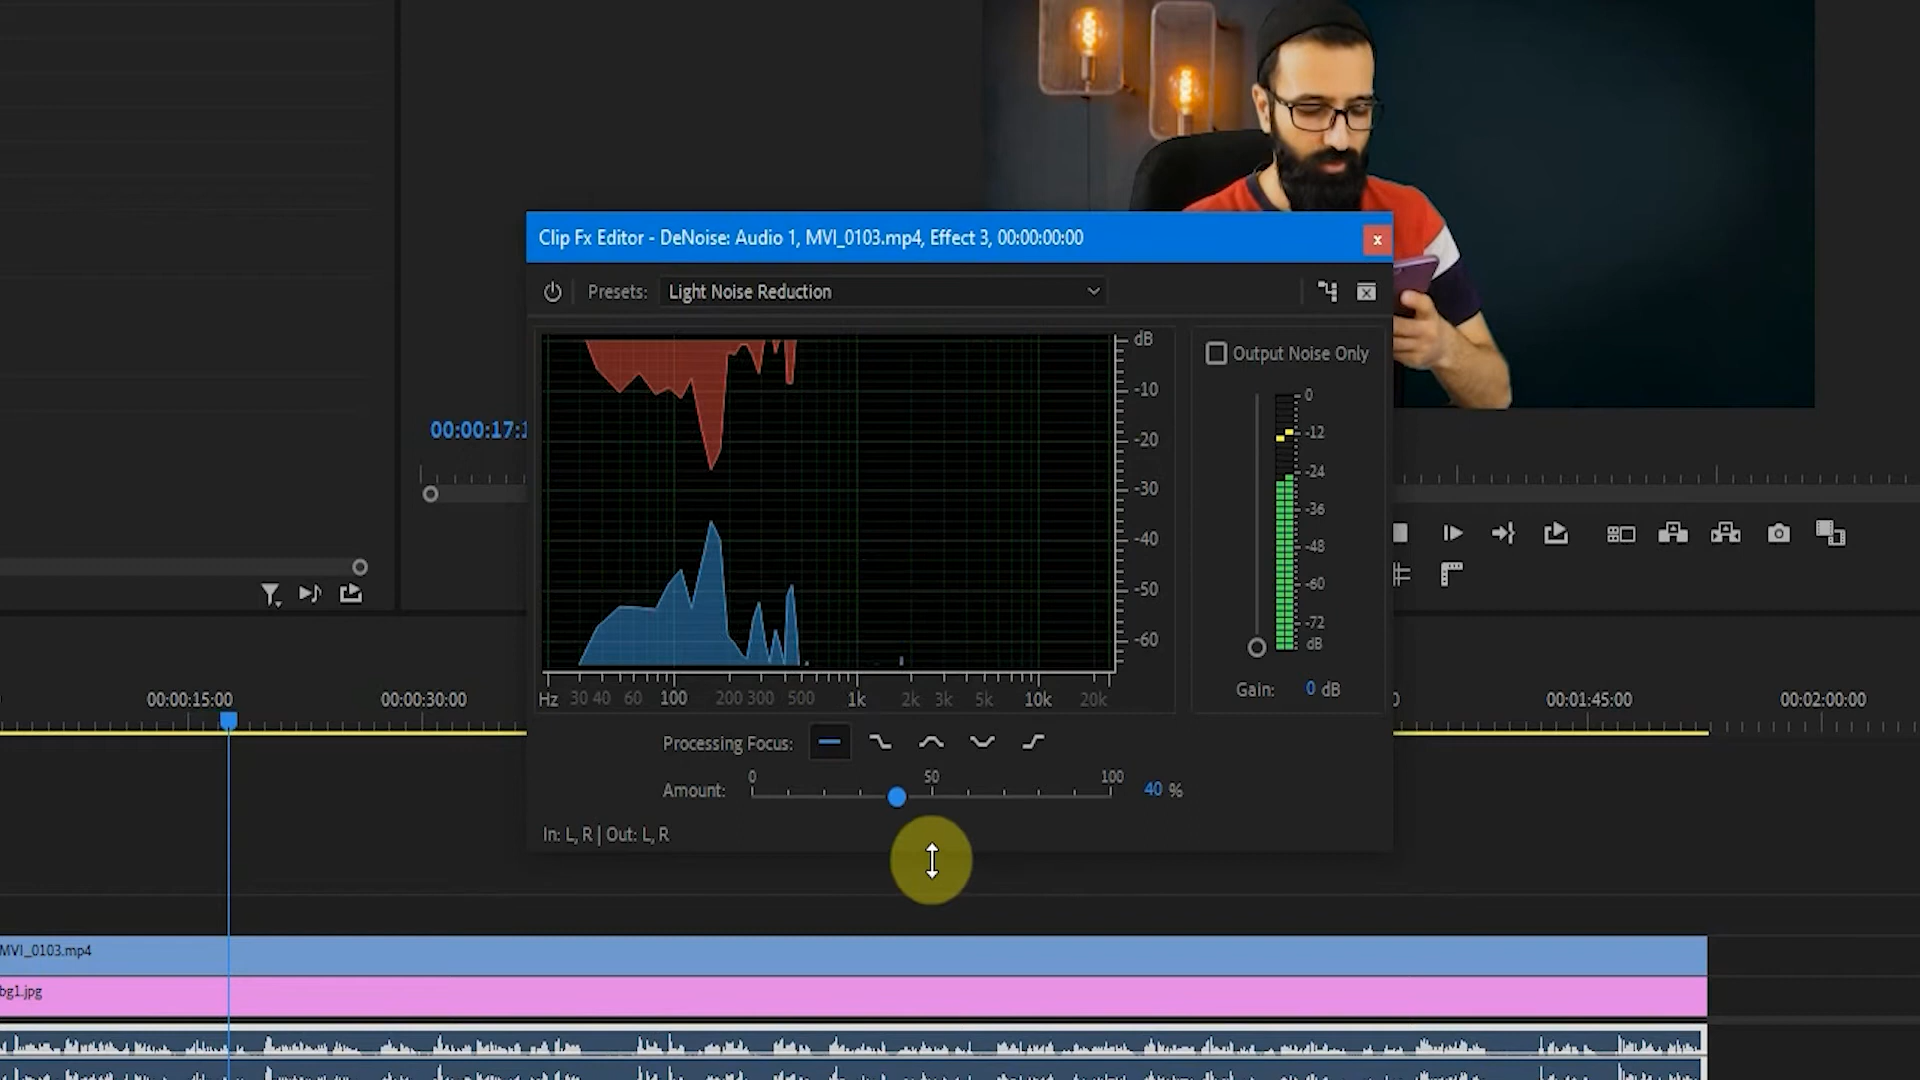 Clip Fx Editor - DeNoise: Audio 1, MVI_0103.mp4, Effect 3, 00:00:00:00
x
Presets: Light Noise Reduction
dB
-10
-20
-30
-40
-50
-60
Hz 30 40 60 100 200 300 500 1k 2k 3k 5k 10k 20k
Output Noise Only
0
-12
-24
-36
-48
-60
-72
dB
Gain: 0 dB
Processing Focus:
0 50 100
Amount: 40 %
In: L, R | Out: L, R
00:00:17:1
00:00:15:00 00:00:30:00 00:01:45:00 00:02:00:00
MVI_0103.mp4
bg1.jpg